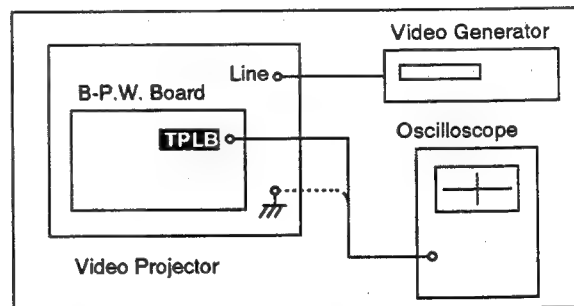 Video Generator
Line
B-P.W. Board
TPLB
Oscilloscope
Video Projector